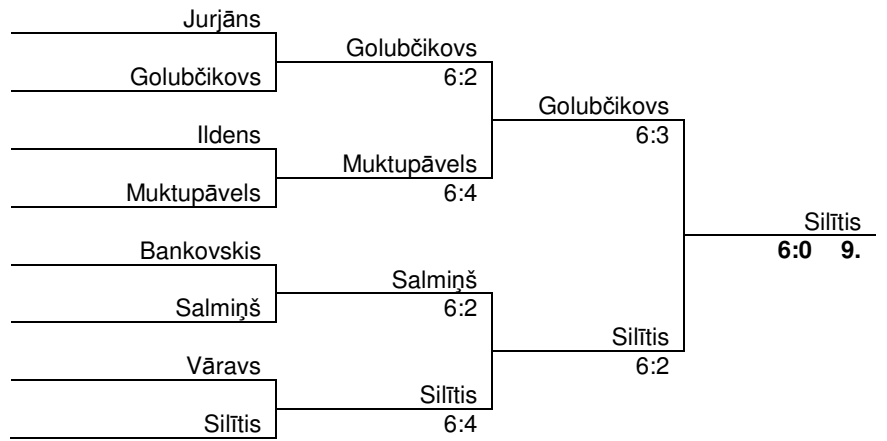 Jurjāns
Golubčikovs
Golubčikovs
6:2
Golubčikovs
6:3
Ildens
Muktupāvels
Muktupāvels
6:4
Silītis
6:0 9.
Bankovskis
Salmiņš
Salmiņš
6:2
Silītis
6:2
Vāravs
Silītis
Silītis
6:4